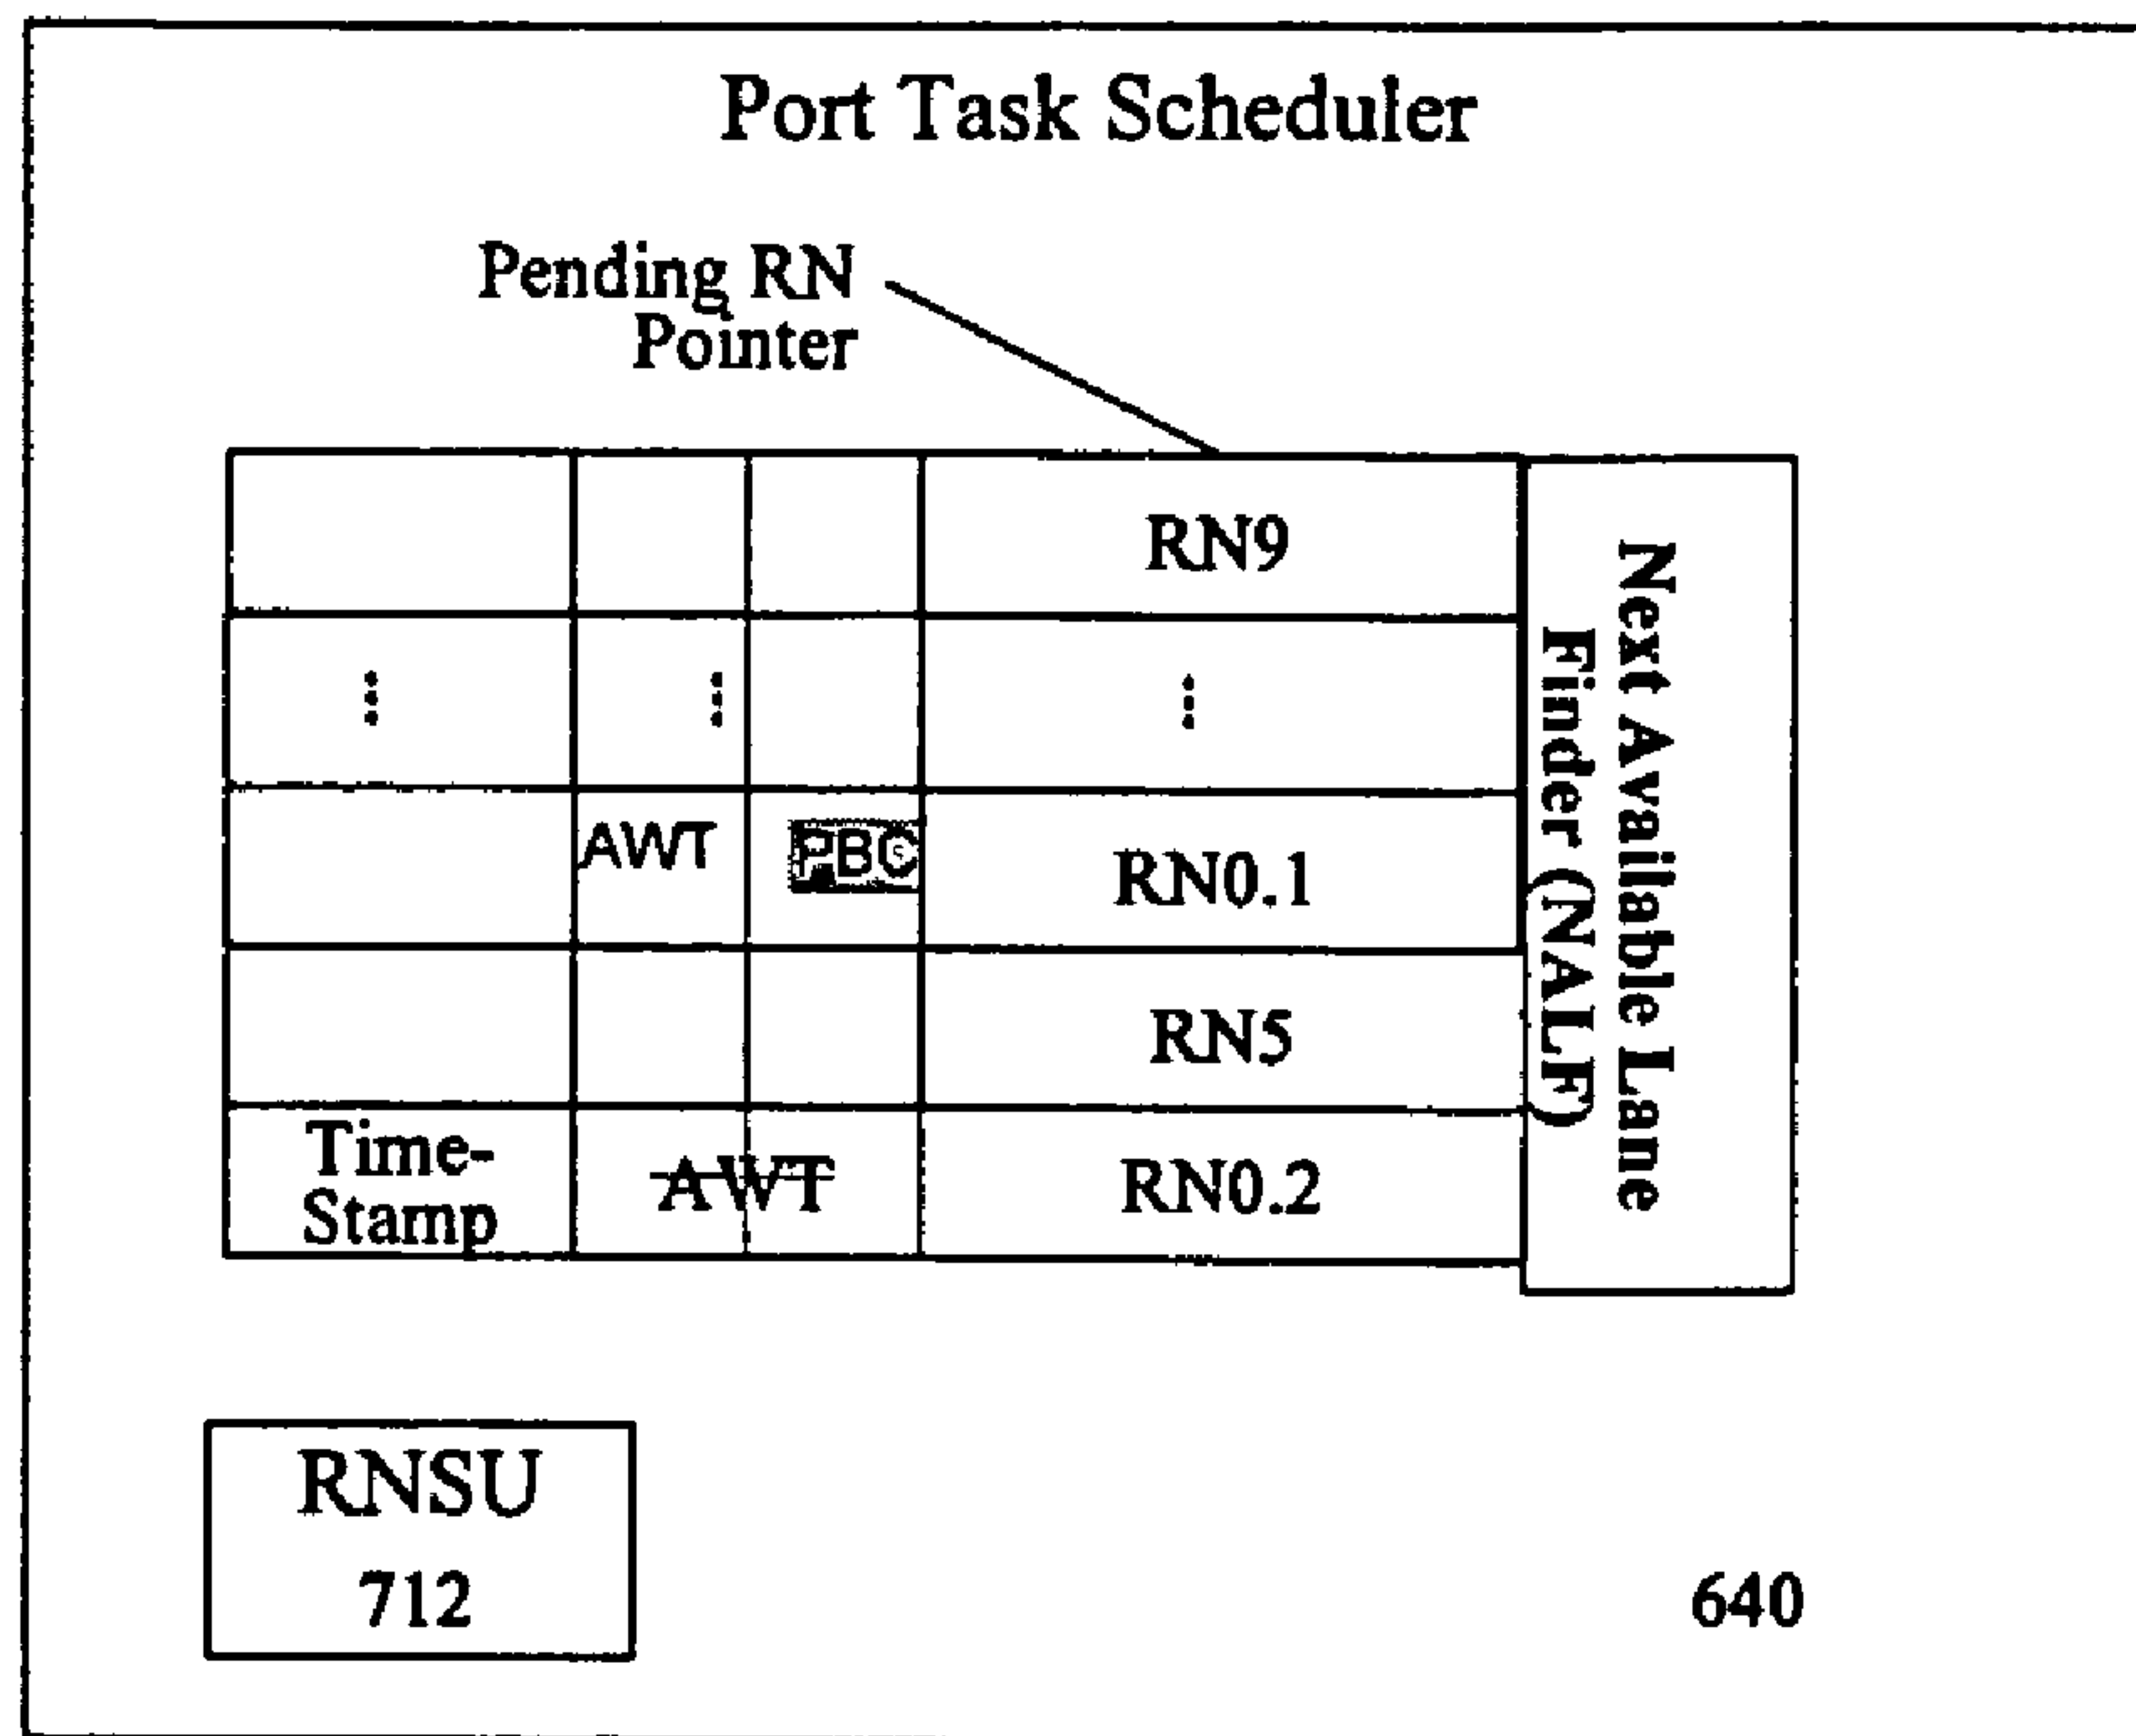 Port Task Scheduler
Pending RN
Pointer
RN9
AWT PBC RN0.1
RN5
Time-
Stamp
AWT RN0.2
Next Available Lane
Finder (NALF)
RNSU
712
640